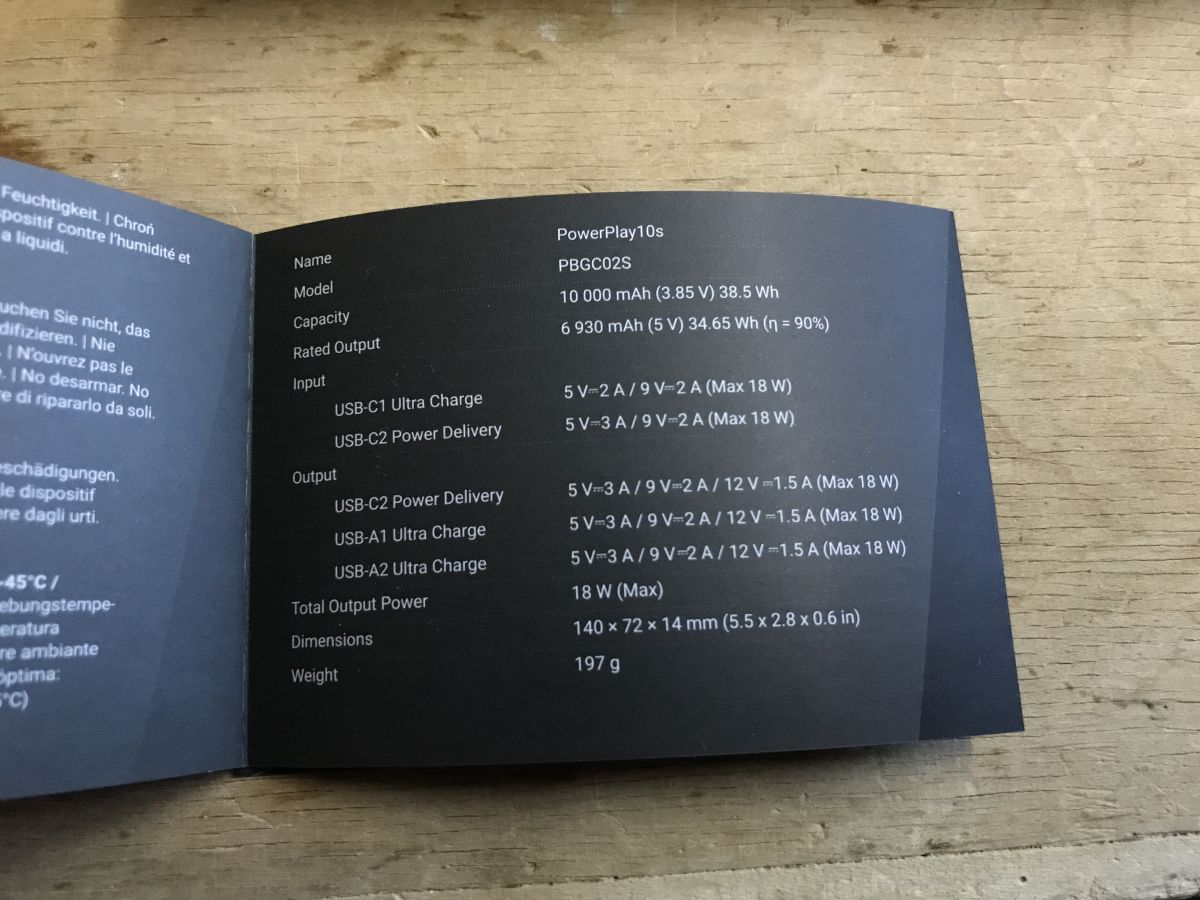 Feuchtigkeit. | Chroń
positif contre l'humidité et
a liquidi.
uchen Sie nicht, das
difizieren. | Nie
. | N'ouvrez pas le
. | No desarmar. No
re di ripararlo da soli.
eschädigungen.
le dispositif
ere dagli urti.
-45°C /
ebungstempe-
eratura
re ambiante
óptima:
°C)
Name PowerPlay10s
Model PBGC02S
Capacity 10 000 mAh (3.85 V) 38.5 Wh
Rated Output 6 930 mAh (5 V) 34.65 Wh (η = 90%)
Input
USB-C1 Ultra Charge 5 V⎓2 A / 9 V⎓2 A (Max 18 W)
USB-C2 Power Delivery 5 V⎓3 A / 9 V⎓2 A (Max 18 W)
Output
USB-C2 Power Delivery 5 V⎓3 A / 9 V⎓2 A / 12 V ⎓1.5 A (Max 18 W)
USB-A1 Ultra Charge 5 V⎓3 A / 9 V⎓2 A / 12 V ⎓1.5 A (Max 18 W)
USB-A2 Ultra Charge 5 V⎓3 A / 9 V⎓2 A / 12 V ⎓1.5 A (Max 18 W)
Total Output Power 18 W (Max)
Dimensions 140 × 72 × 14 mm (5.5 x 2.8 x 0.6 in)
Weight 197 g